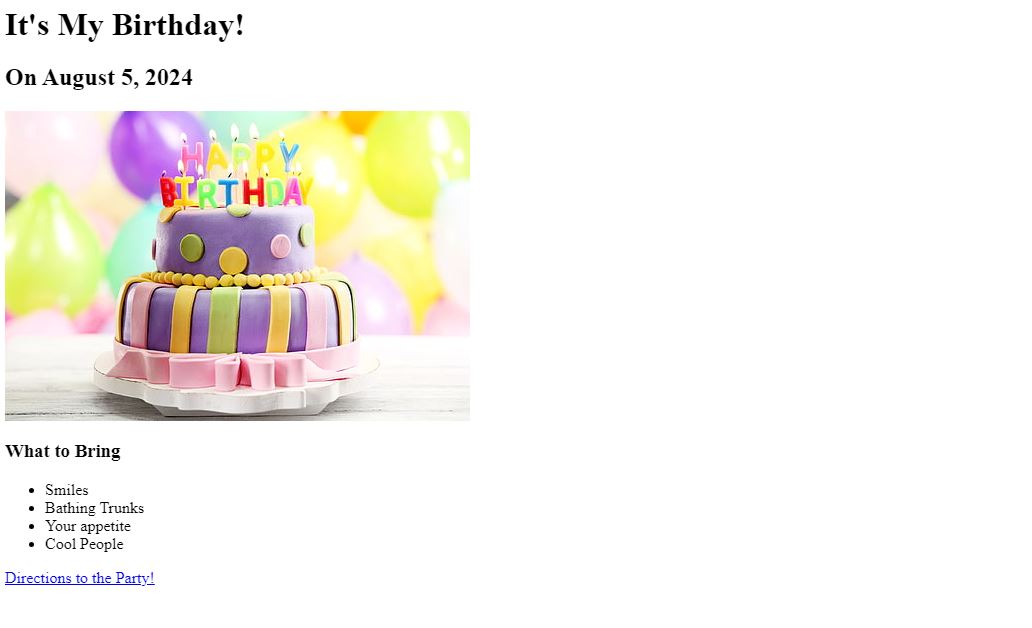 It's My Birthday!
On August 5, 2024
HAPPY
BIRTHDAY
What to Bring
Smiles
Bathing Trunks
Your appetite
Cool People
Directions to the Party!